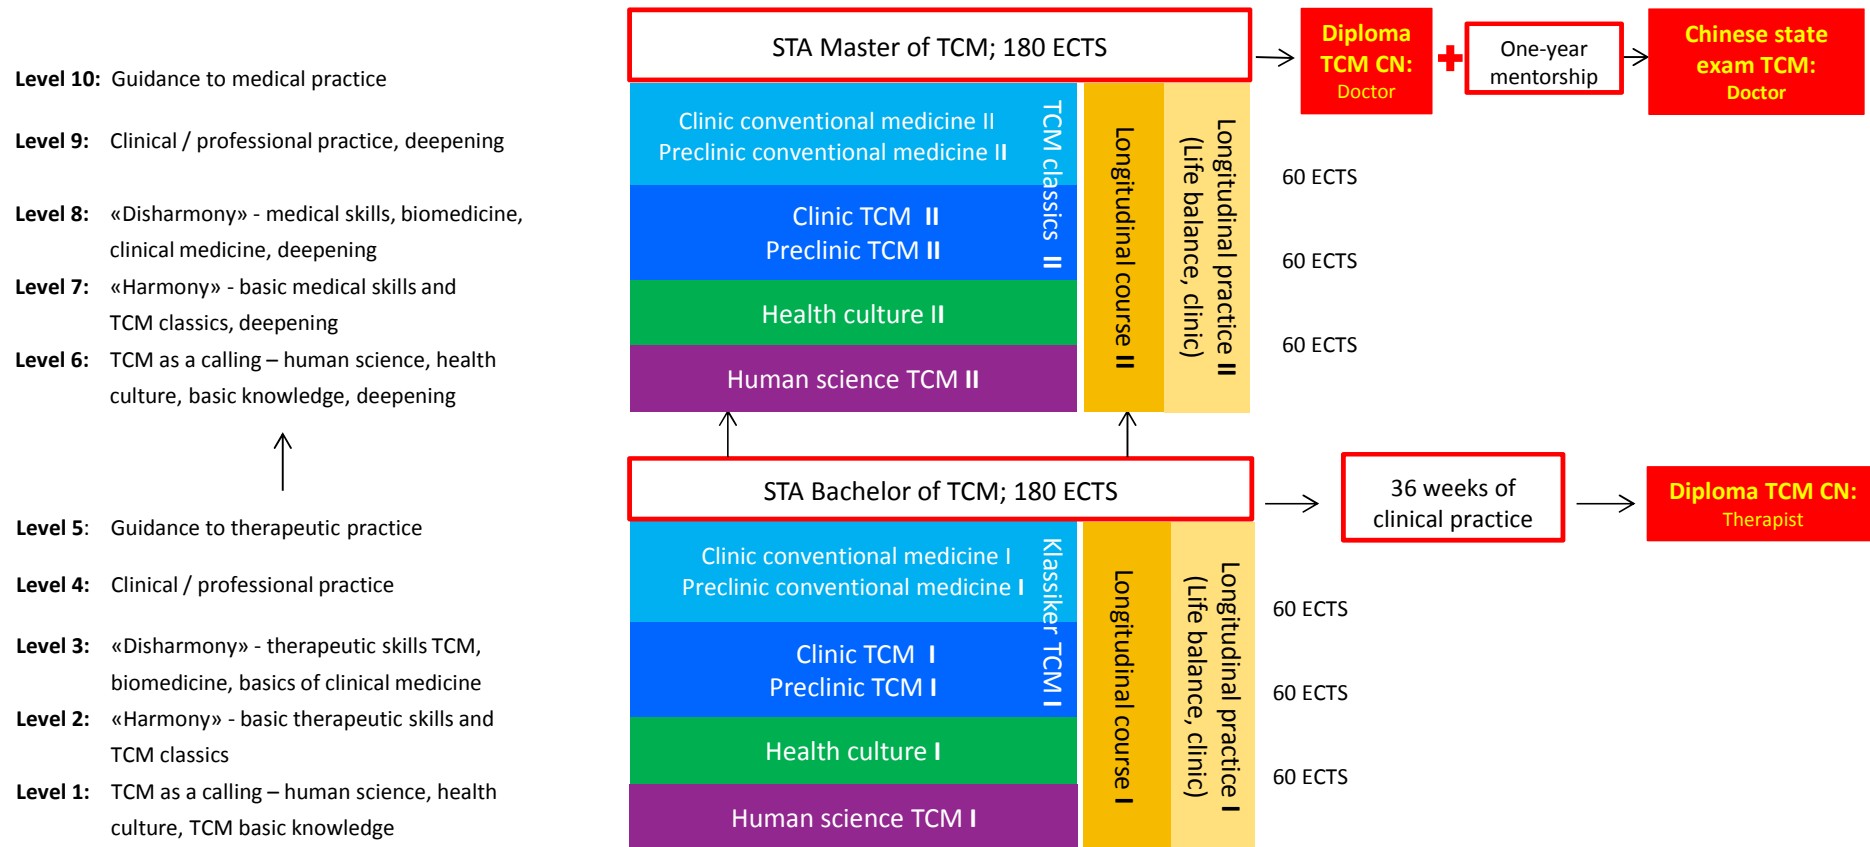 Level 10: Guidance to medical practice
Level 9: Clinical / professional practice, deepening
Level 8: «Disharmony» - medical skills, biomedicine,
clinical medicine, deepening
Level 7: «Harmony» - basic medical skills and
TCM classics, deepening
Level 6: TCM as a calling – human science, health
culture, basic knowledge, deepening
Level 5: Guidance to therapeutic practice
Level 4: Clinical / professional practice
Level 3: «Disharmony» - therapeutic skills TCM,
biomedicine, basics of clinical medicine
Level 2: «Harmony» - basic therapeutic skills and
TCM classics
Level 1: TCM as a calling – human science, health
culture, TCM basic knowledge
STA Master of TCM; 180 ECTS
Clinic conventional medicine II
Preclinic conventional medicine II
Clinic TCM II
Preclinic TCM II
Health culture II
Human science TCM II
TCM classics II
Longitudinal course II
Longitudinal practice II
(Life balance, clinic)
60 ECTS
60 ECTS
60 ECTS
Diploma
TCM CN:
Doctor
One-year
mentorship
Chinese state
exam TCM:
Doctor
STA Bachelor of TCM; 180 ECTS
Clinic conventional medicine I
Preclinic conventional medicine I
Clinic TCM I
Preclinic TCM I
Health culture I
Human science TCM I
Klassiker TCM I
Longitudinal course I
Longitudinal practice I
(Life balance, clinic)
60 ECTS
60 ECTS
60 ECTS
36 weeks of
clinical practice
Diploma TCM CN:
Therapist